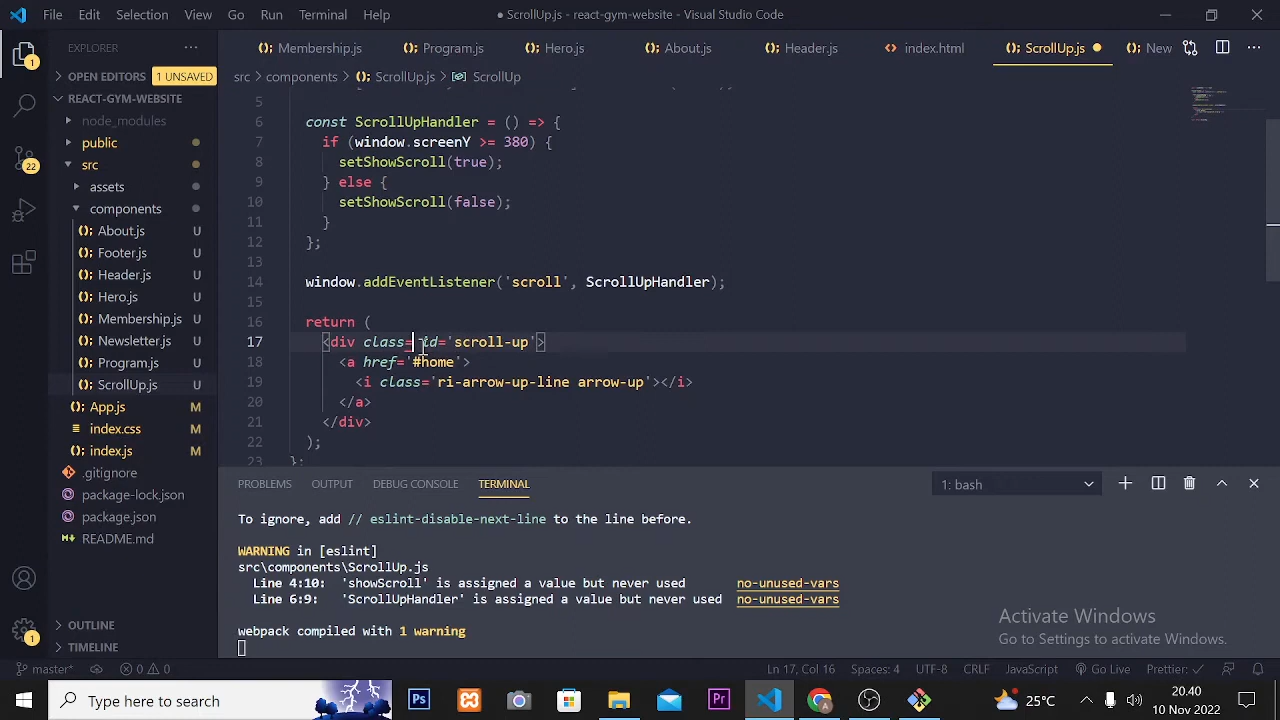 File Edit Selection View Go Run Terminal Help
ScrollUp.js - react-gym-website - Visual Studio Code
EXPLORER
Membership.js Program.js Hero.js About.js Header.js index.html ScrollUp.js New
OPEN EDITORS 1 UNSAVED
src > components > ScrollUp.js > ScrollUp
REACT-GYM-WEBSITE
node_modules
public
src
assets
components
About.js U
Footer.js U
Header.js U
Hero.js U
Membership.js U
Newsletter.js U
Program.js U
ScrollUp.js U
App.js M
index.css M
index.js M
.gitignore
package-lock.json
package.json
README.md
OUTLINE
TIMELINE
5
6 const ScrollUpHandler = () => {
7 if (window.screenY >= 380) {
8 setShowScroll(true);
9 } else {
10 setShowScroll(false);
11 }
12 };
13
14 window.addEventListener('scroll', ScrollUpHandler);
15
16 return (
17 <div class= id='scroll-up'>
18 <a href='#home'>
19 <i class='ri-arrow-up-line arrow-up'></i>
20 </a>
21 </div>
22 );
23 };
PROBLEMS OUTPUT DEBUG CONSOLE TERMINAL 1: bash
To ignore, add // eslint-disable-next-line to the line before.
WARNING in [eslint]
src\components\ScrollUp.js
Line 4:10: 'showScroll' is assigned a value but never used no-unused-vars
Line 6:9: 'ScrollUpHandler' is assigned a value but never used no-unused-vars
webpack compiled with 1 warning
Activate Windows
Go to Settings to activate Windows.
master* 0 0 Ln 17, Col 16 Spaces: 4 UTF-8 CRLF JavaScript Go Live Prettier: ✓
Type here to search
25°C
20.40
10 Nov 2022
1
22
1
Ps
Pr